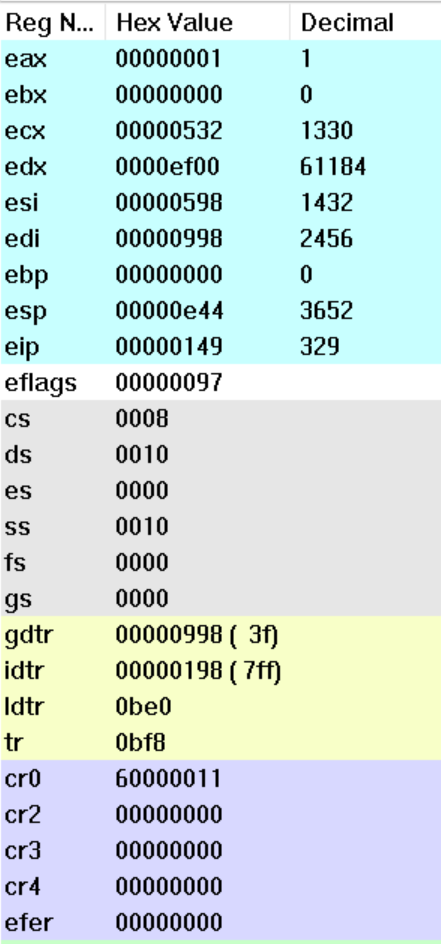 Reg N... Hex Value Decimal
eax 00000001 1
ebx 00000000 0
ecx 00000532 1330
edx 0000ef00 61184
esi 00000598 1432
edi 00000998 2456
ebp 00000000 0
esp 00000e44 3652
eip 00000149 329
eflags 00000097
cs 0008
ds 0010
es 0000
ss 0010
fs 0000
gs 0000
gdtr 00000998 ( 3f)
idtr 00000198 ( 7ff)
ldtr 0be0
tr 0bf8
cr0 60000011
cr2 00000000
cr3 00000000
cr4 00000000
efer 00000000